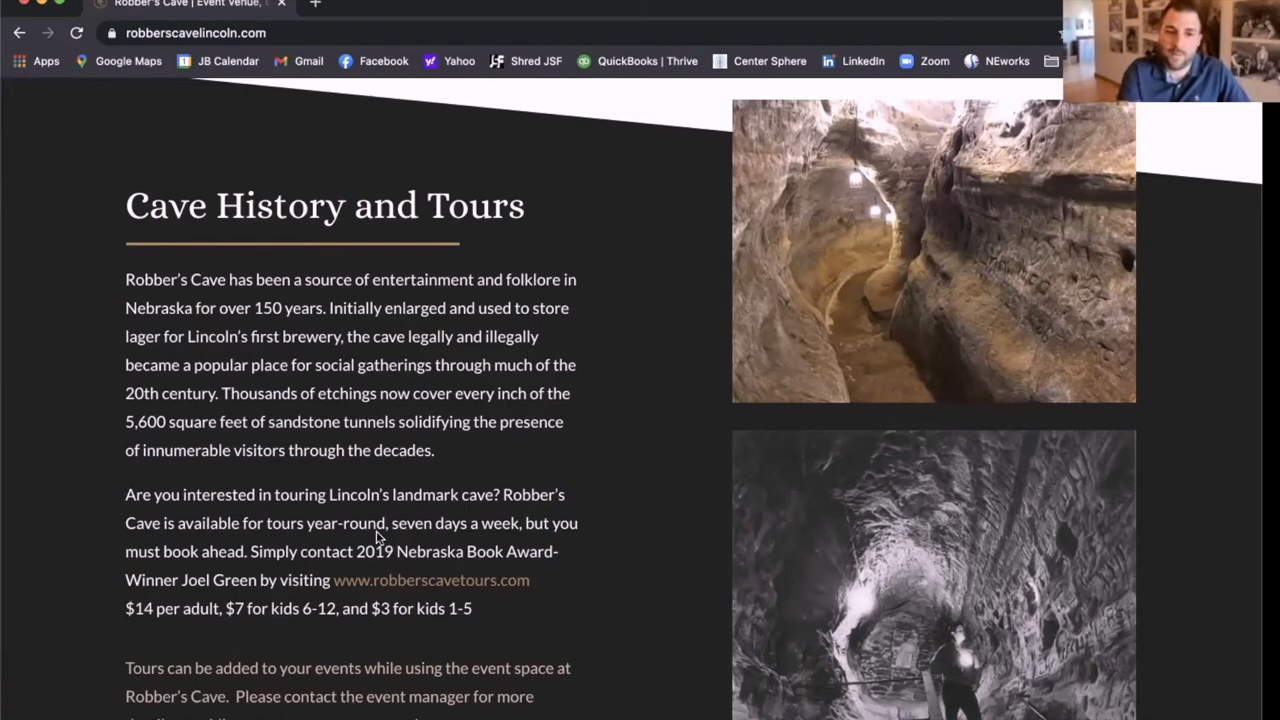 Robber's Cave | Event Venue,
robberscavelincoln.com
Apps Google Maps JB Calendar Gmail Facebook Yahoo Shred JSF QuickBooks | Thrive Center Sphere LinkedIn Zoom NEworks
Cave History and Tours
Robber's Cave has been a source of entertainment and folklore in
Nebraska for over 150 years. Initially enlarged and used to store
lager for Lincoln's first brewery, the cave legally and illegally
became a popular place for social gatherings through much of the
20th century. Thousands of etchings now cover every inch of the
5,600 square feet of sandstone tunnels solidifying the presence
of innumerable visitors through the decades.
Are you interested in touring Lincoln's landmark cave? Robber's
Cave is available for tours year-round, seven days a week, but you
must book ahead. Simply contact 2019 Nebraska Book Award-
Winner Joel Green by visiting www.robberscavetours.com
$14 per adult, $7 for kids 6-12, and $3 for kids 1-5
Tours can be added to your events while using the event space at
Robber's Cave. Please contact the event manager for more